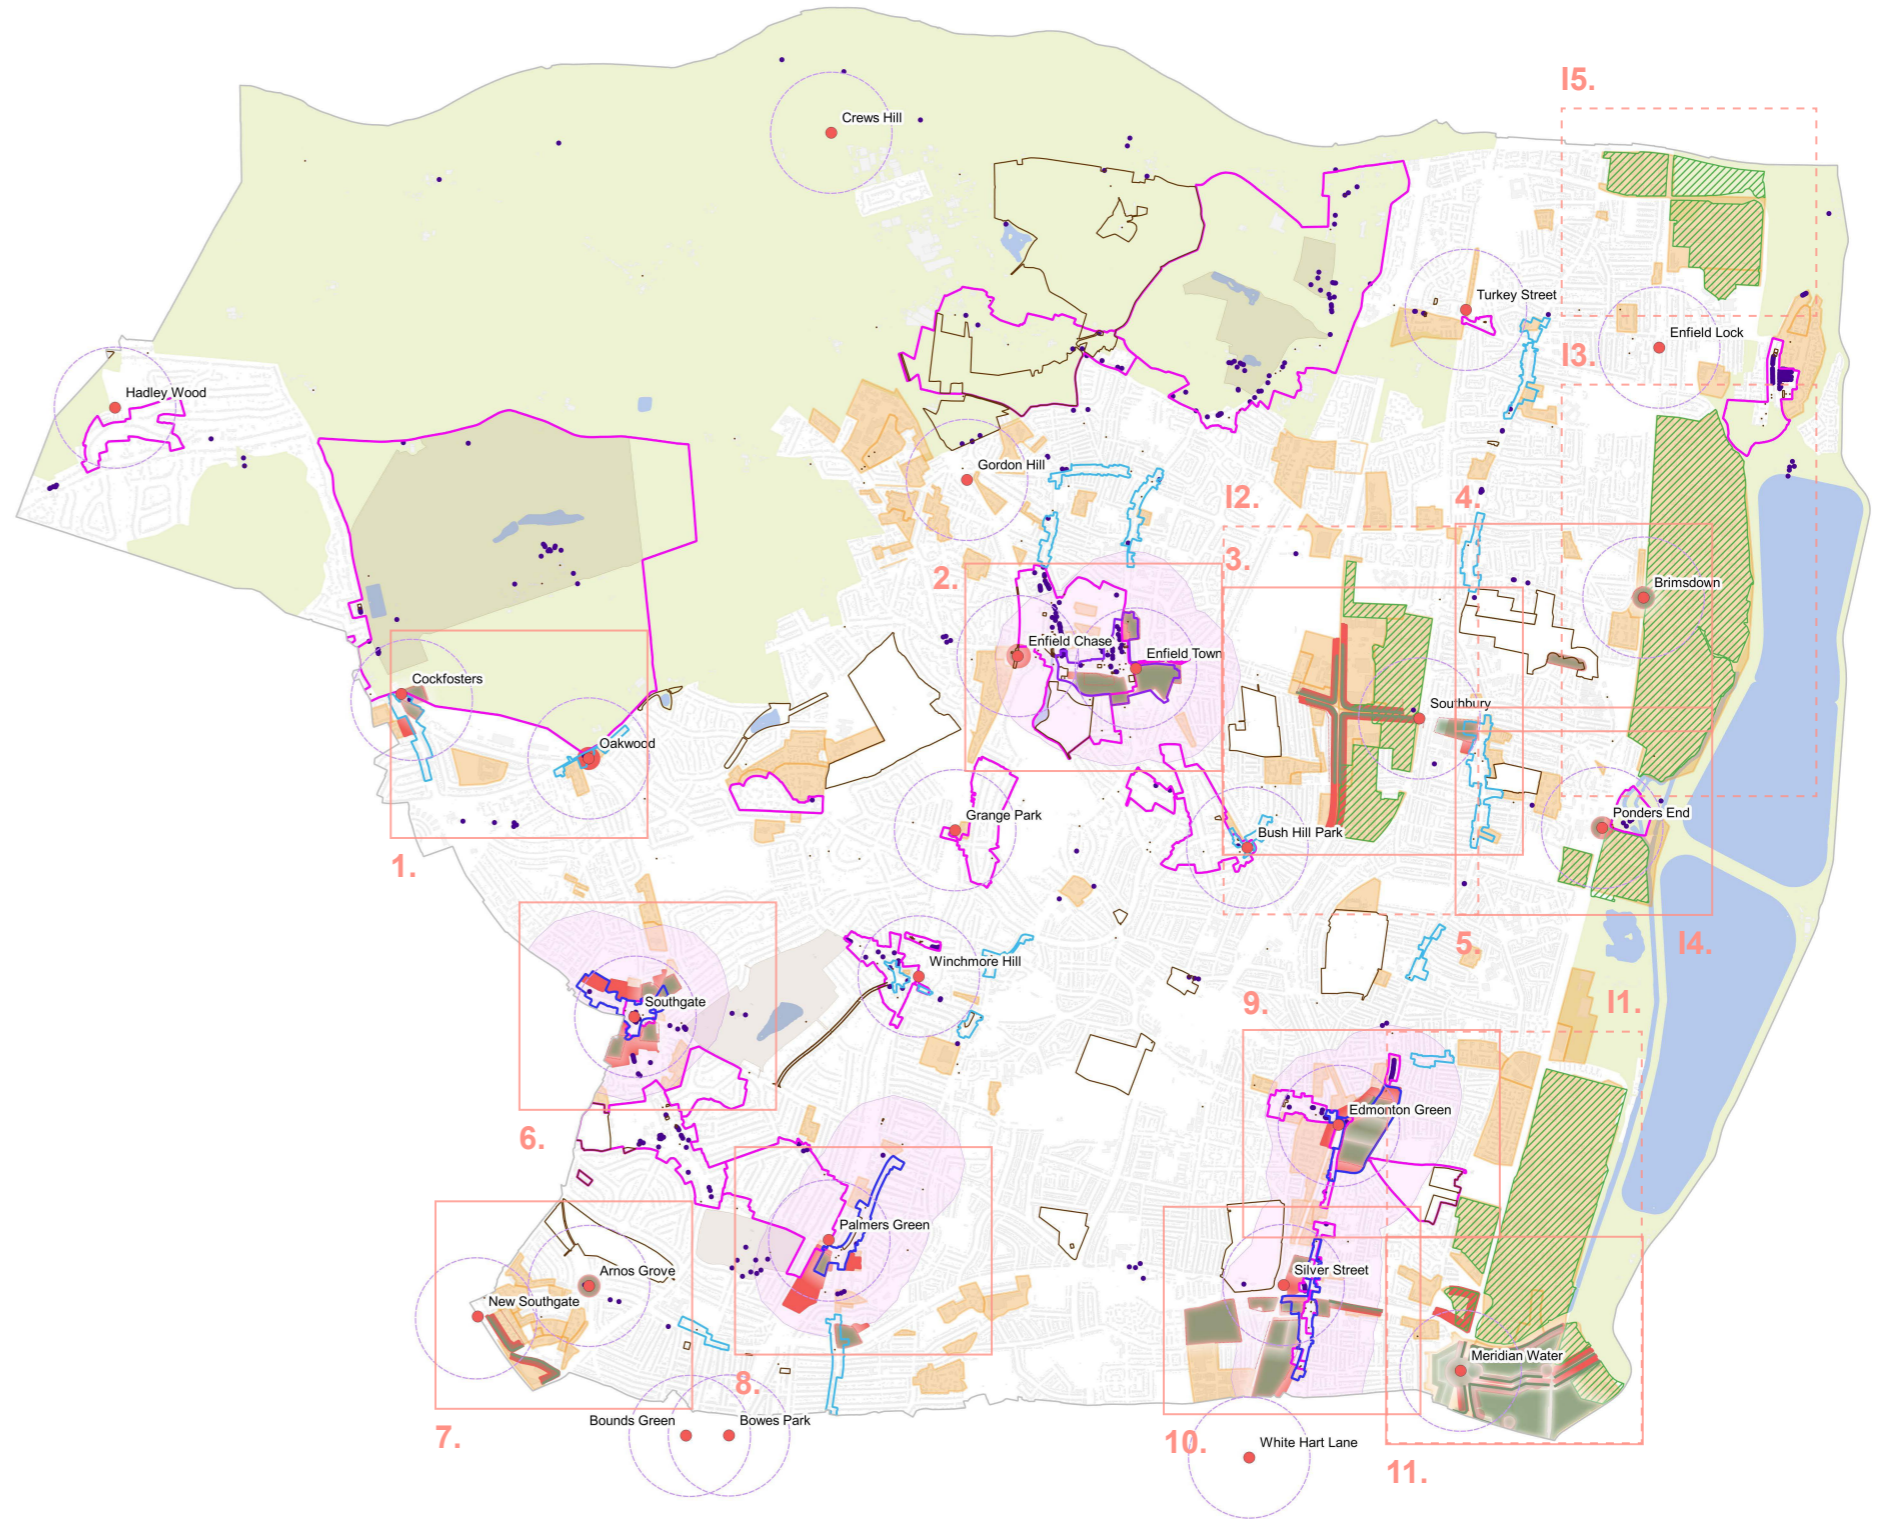 I5.
Crews Hill
Turkey Street
Enfield Lock
I3.
Hadley Wood
Gordon Hill
I2.
4.
3.
2.
Brimsdown
Enfield Chase
Enfield Town
Cockfosters
Southbury
Oakwood
Grange Park
Ponders End
Bush Hill Park
1.
5.
I4.
Winchmore Hill
Southgate
9.
I1.
Edmonton Green
6.
Palmers Green
Arnos Grove
Silver Street
New Southgate
Meridian Water
8.
Bounds Green
Bowes Park
7.
10.
White Hart Lane
11.